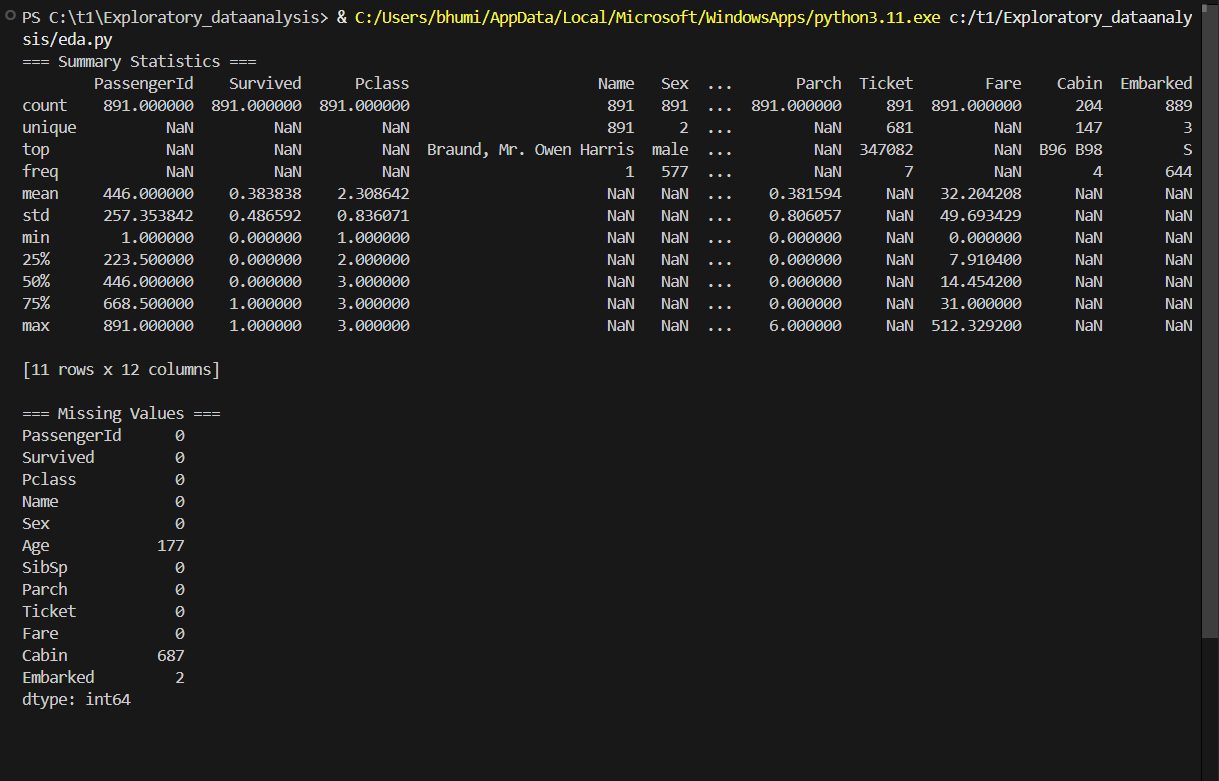 PS C:\t1\Exploratory_dataanalysis> & C:/Users/bhumi/AppData/Local/Microsoft/WindowsApps/python3.11.exe c:/t1/Exploratory_dataanaly
sis/eda.py
=== Summary Statistics ===
        PassengerId    Survived      Pclass                     Name   Sex  ...       Parch  Ticket        Fare    Cabin  Embarked
count    891.000000  891.000000  891.000000                      891   891  ...  891.000000     891  891.000000      204       889
unique          NaN         NaN         NaN                      891     2  ...         NaN     681         NaN      147         3
top             NaN         NaN         NaN  Braund, Mr. Owen Harris  male  ...         NaN  347082         NaN  B96 B98         S
freq            NaN         NaN         NaN                        1   577  ...         NaN       7         NaN        4       644
mean     446.000000    0.383838    2.308642                      NaN   NaN  ...    0.381594     NaN   32.204208      NaN       NaN
std      257.353842    0.486592    0.836071                      NaN   NaN  ...    0.806057     NaN   49.693429      NaN       NaN
min        1.000000    0.000000    1.000000                      NaN   NaN  ...    0.000000     NaN    0.000000      NaN       NaN
25%      223.500000    0.000000    2.000000                      NaN   NaN  ...    0.000000     NaN    7.910400      NaN       NaN
50%      446.000000    0.000000    3.000000                      NaN   NaN  ...    0.000000     NaN   14.454200      NaN       NaN
75%      668.500000    1.000000    3.000000                      NaN   NaN  ...    0.000000     NaN   31.000000      NaN       NaN
max      891.000000    1.000000    3.000000                      NaN   NaN  ...    6.000000     NaN  512.329200      NaN       NaN
[11 rows x 12 columns]
=== Missing Values ===
PassengerId      0
Survived         0
Pclass           0
Name             0
Sex              0
Age            177
SibSp            0
Parch            0
Ticket           0
Fare             0
Cabin          687
Embarked         2
dtype: int64